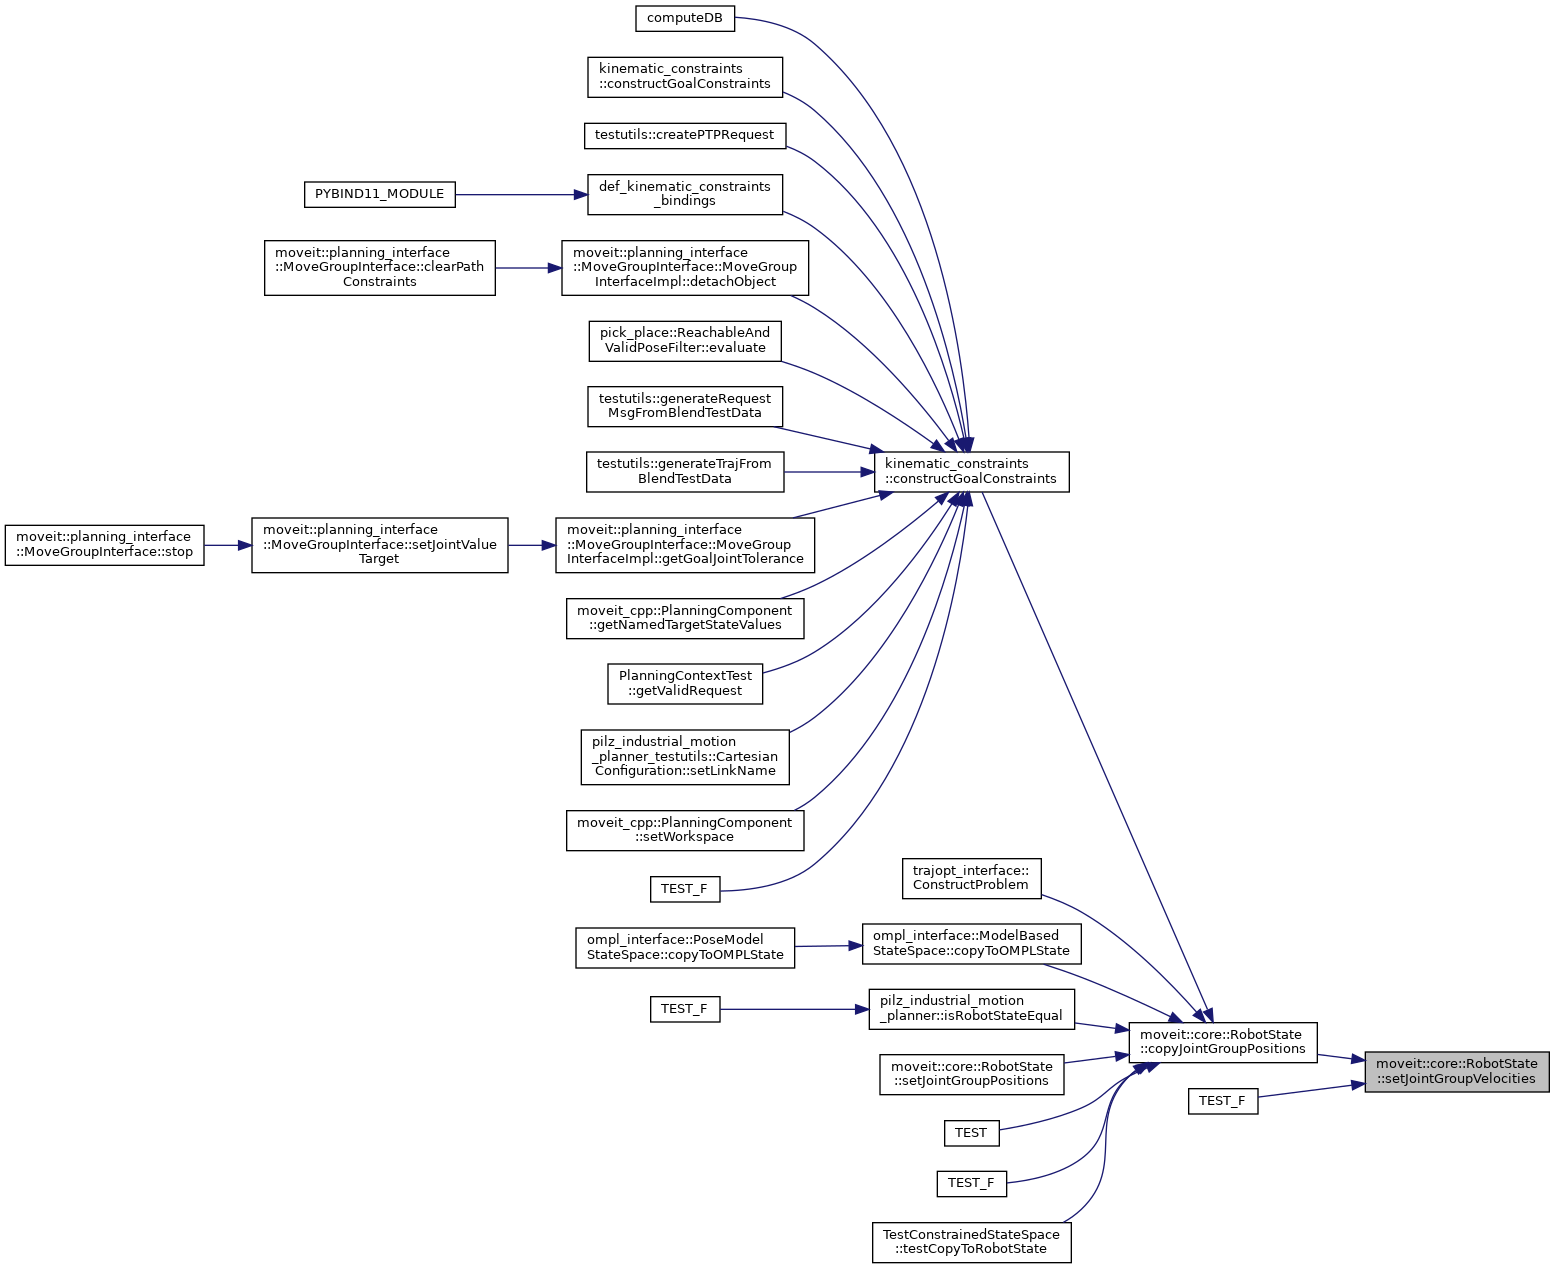 computeDB
kinematic_constraints
::constructGoalConstraints
testutils::createPTPRequest
PYBIND11_MODULE
def_kinematic_constraints
_bindings
moveit::planning_interface
::MoveGroupInterface::clearPath
Constraints
moveit::planning_interface
::MoveGroupInterface::MoveGroup
InterfaceImpl::detachObject
pick_place::ReachableAnd
ValidPoseFilter::evaluate
testutils::generateRequest
MsgFromBlendTestData
testutils::generateTrajFrom
BlendTestData
kinematic_constraints
::constructGoalConstraints
moveit::planning_interface
::MoveGroupInterface::stop
moveit::planning_interface
::MoveGroupInterface::setJointValue
Target
moveit::planning_interface
::MoveGroupInterface::MoveGroup
InterfaceImpl::getGoalJointTolerance
moveit_cpp::PlanningComponent
::getNamedTargetStateValues
PlanningContextTest
::getValidRequest
pilz_industrial_motion
_planner_testutils::Cartesian
Configuration::setLinkName
moveit_cpp::PlanningComponent
::setWorkspace
TEST_F
trajopt_interface::
ConstructProblem
ompl_interface::PoseModel
StateSpace::copyToOMPLState
ompl_interface::ModelBased
StateSpace::copyToOMPLState
TEST_F
pilz_industrial_motion
_planner::isRobotStateEqual
moveit::core::RobotState
::copyJointGroupPositions
moveit::core::RobotState
::setJointGroupPositions
moveit::core::RobotState
::setJointGroupVelocities
TEST_F
TEST
TEST_F
TestConstrainedStateSpace
::testCopyToRobotState